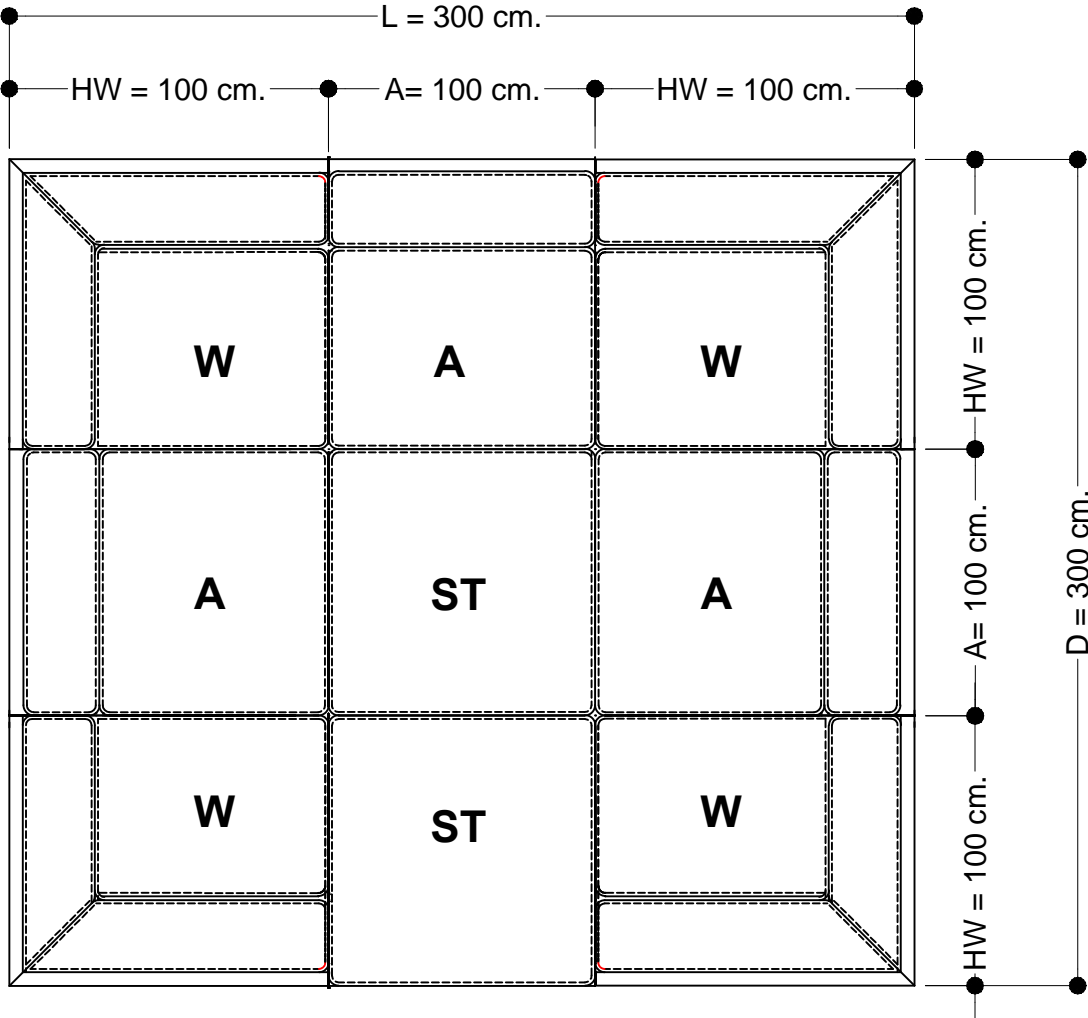 L = 300 cm.
HW = 100 cm. A= 100 cm. HW = 100 cm.
W A W
HW = 100 cm.
A ST A
A= 100 cm.
D = 300 cm.
W ST W
HW = 100 cm.